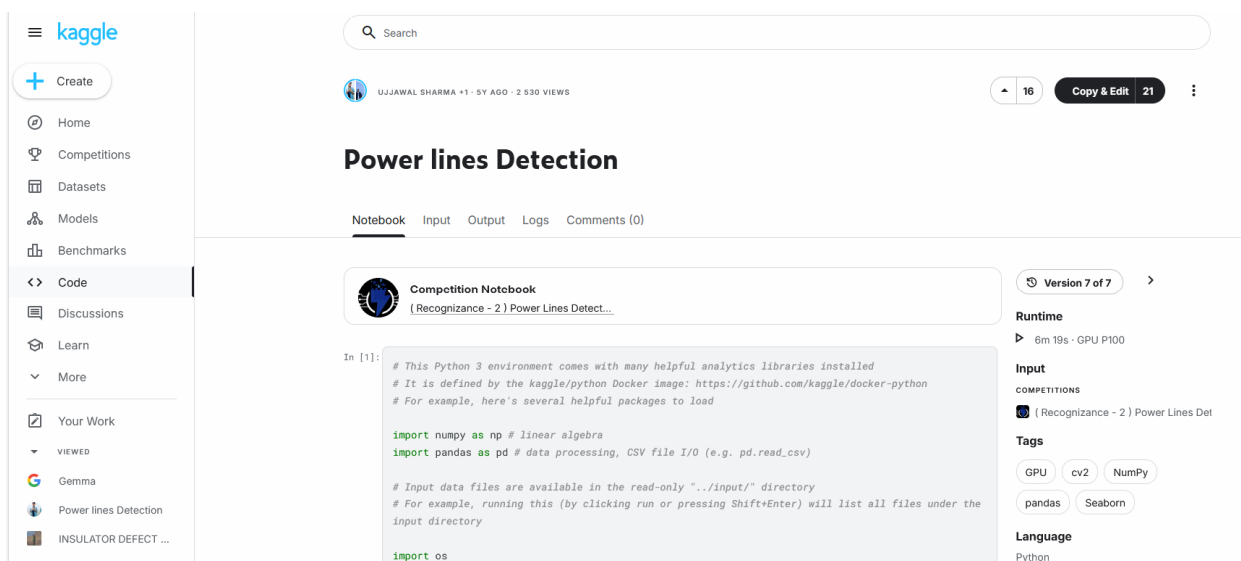 kaggle
Search
Create
UJJAWAL SHARMA +1 · 5Y AGO · 2 530 VIEWS
16
Copy & Edit 21
Home
Competitions
Datasets
Models
Benchmarks
Code
Discussions
Learn
More
Your Work
VIEWED
Gemma
Power lines Detection
INSULATOR DEFECT ...
Power lines Detection
Notebook Input Output Logs Comments (0)
Competition Notebook
( Recognizance - 2 ) Power Lines Detect...
In [1]:
# This Python 3 environment comes with many helpful analytics libraries installed
# It is defined by the kaggle/python Docker image: https://github.com/kaggle/docker-python
# For example, here's several helpful packages to load
import numpy as np # linear algebra
import pandas as pd # data processing, CSV file I/O (e.g. pd.read_csv)
# Input data files are available in the read-only "../input/" directory
# For example, running this (by clicking run or pressing Shift+Enter) will list all files under the
input directory
import os
Version 7 of 7
Runtime
6m 19s · GPU P100
Input
COMPETITIONS
( Recognizance - 2 ) Power Lines Det
Tags
GPU cv2 NumPy
pandas Seaborn
Language
Python